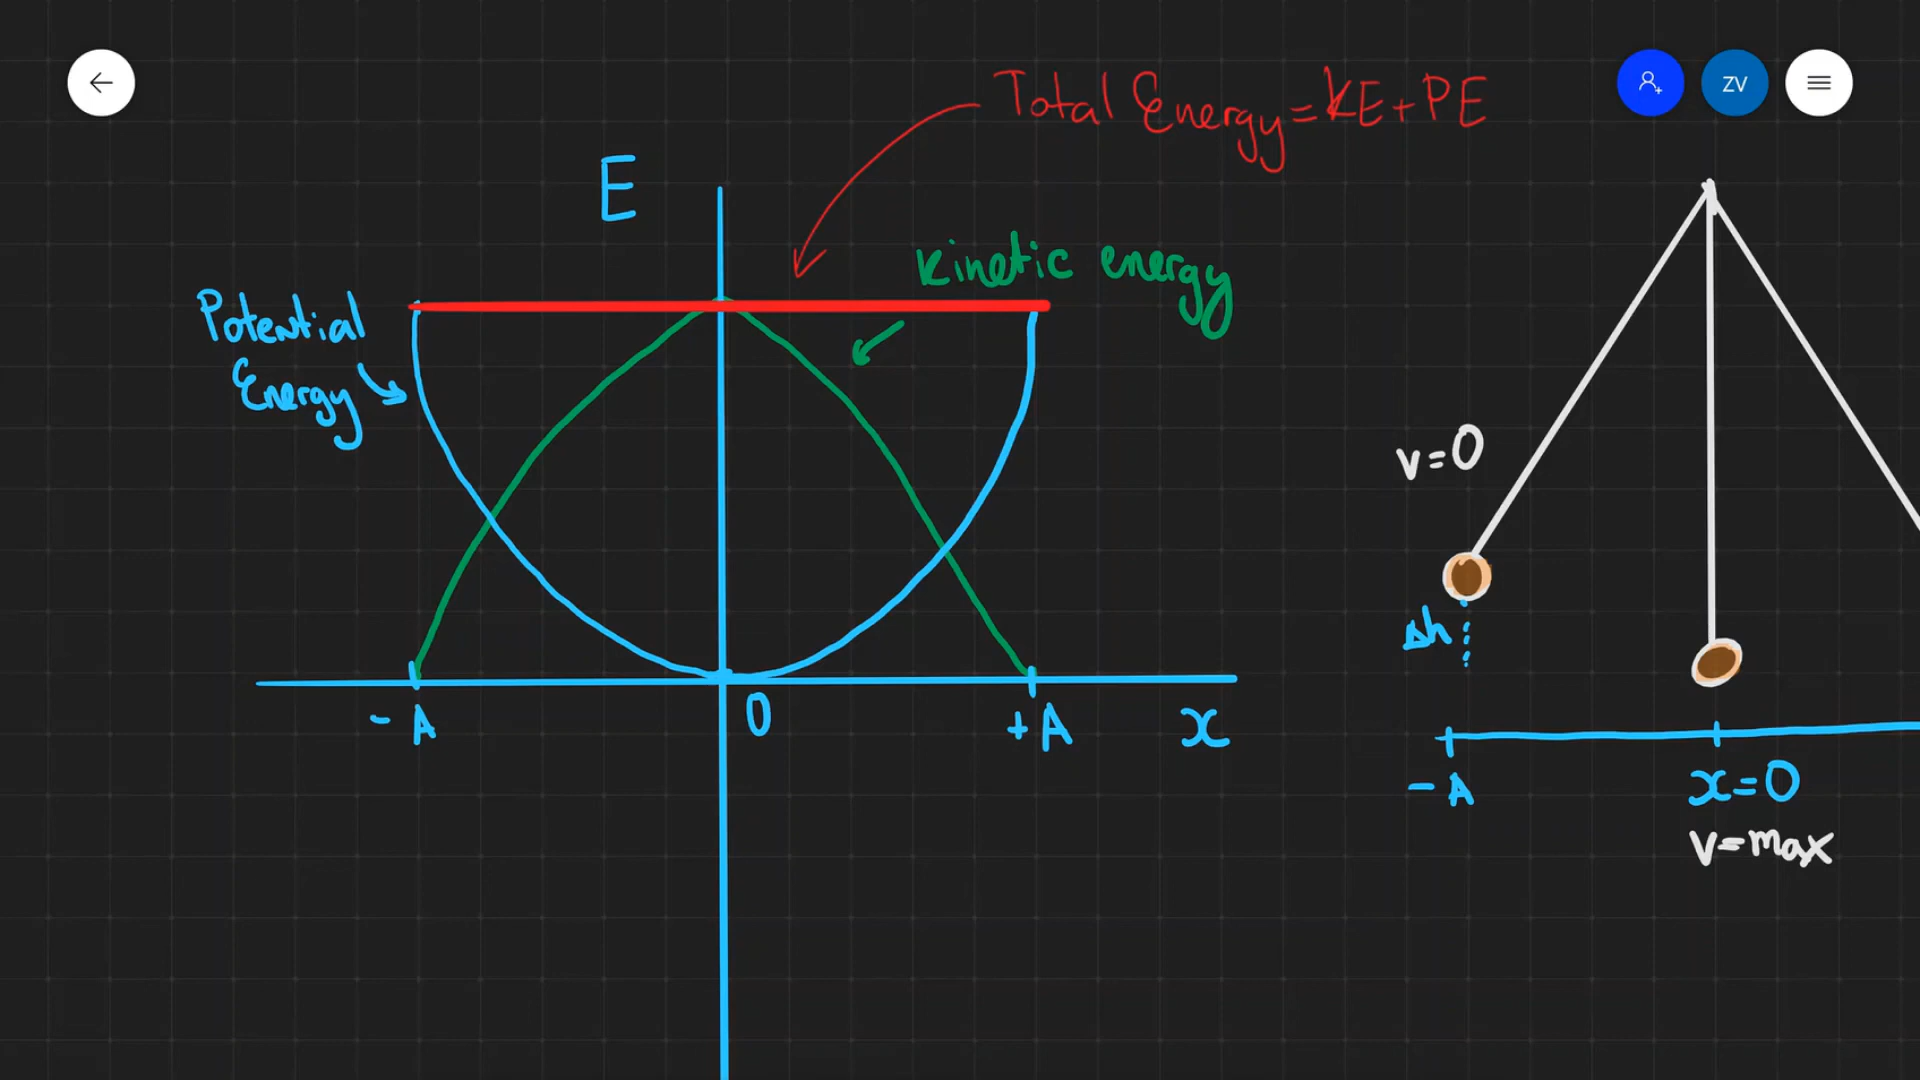 Total Energy=KE+PE
ZV
E
Kinetic energy
Potential
Energy
v=0
Δh
-A
0
+A
x
-A
x=0
v=max